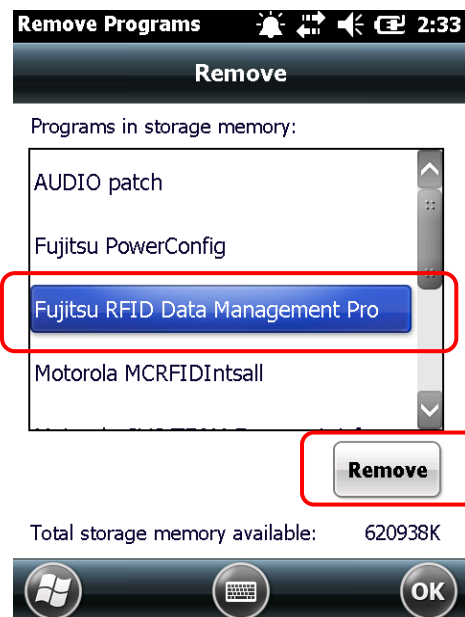 Remove Programs 2:33
Remove
Programs in storage memory:
AUDIO patch
Fujitsu PowerConfig
Fujitsu RFID Data Management Pro
Motorola MCRFIDIntsall
Remove
Total storage memory available: 620938K
OK